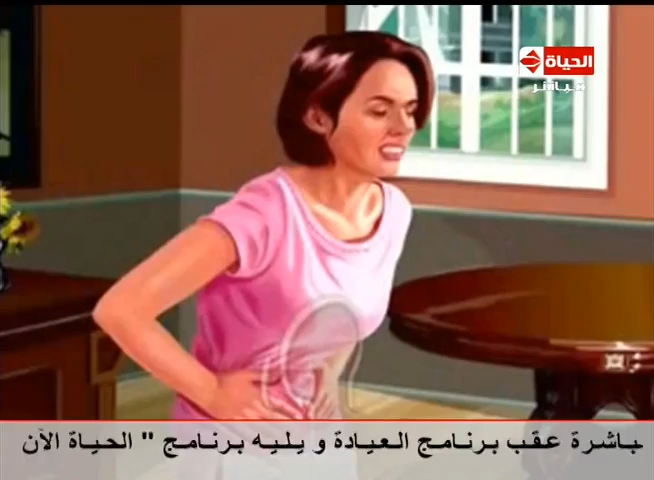 الحياة
مباشر
باشرة عقب برنامج العيادة و يليه برنامج " الحياة الآن